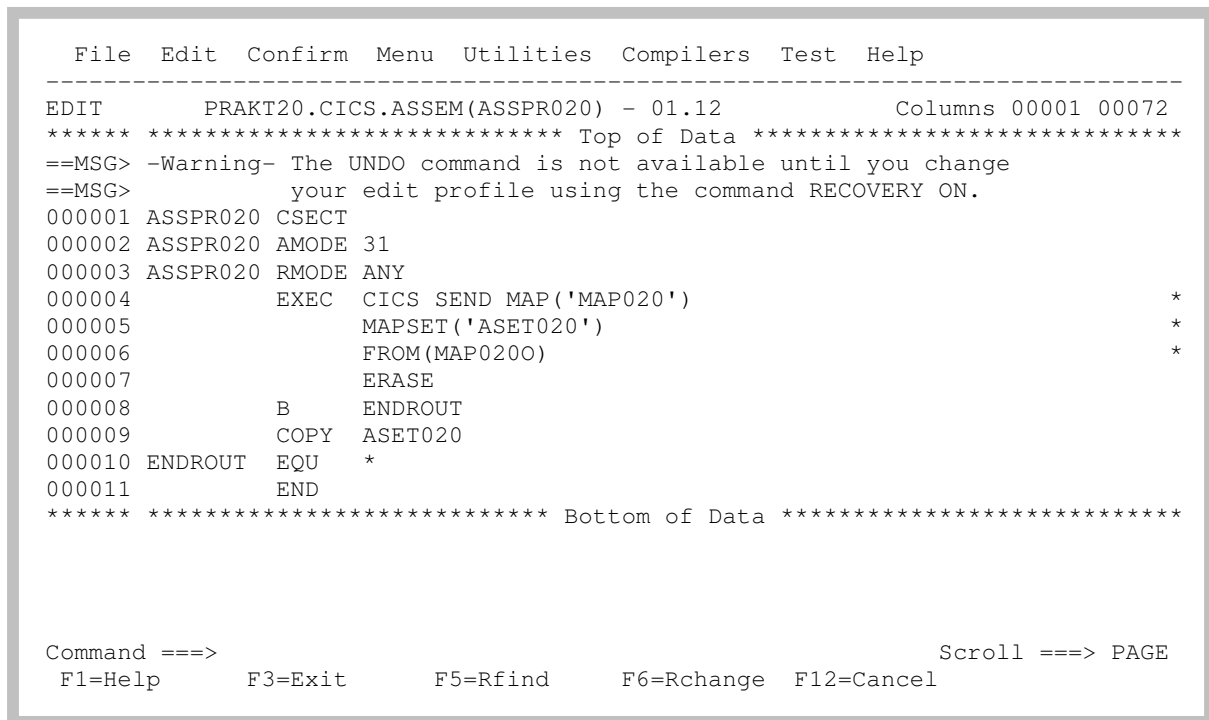 File  Edit  Confirm  Menu  Utilities  Compilers  Test  Help
-------------------------------------------------------------------------------
EDIT       PRAKT20.CICS.ASSEM(ASSPR020) - 01.12            Columns 00001 00072
****** ***************************** Top of Data ******************************
==MSG> -Warning- The UNDO command is not available until you change
==MSG>           your edit profile using the command RECOVERY ON.
000001 ASSPR020 CSECT
000002 ASSPR020 AMODE 31
000003 ASSPR020 RMODE ANY
000004          EXEC  CICS SEND MAP('MAP020')                                 *
000005                MAPSET('ASET020')                                       *
000006                FROM(MAP020O)                                           *
000007                ERASE
000008          B     ENDROUT
000009          COPY  ASET020
000010 ENDROUT  EQU   *
000011          END
****** **************************** Bottom of Data ****************************
Command ===>                                                  Scroll ===> PAGE
F1=Help      F3=Exit      F5=Rfind     F6=Rchange  F12=Cancel